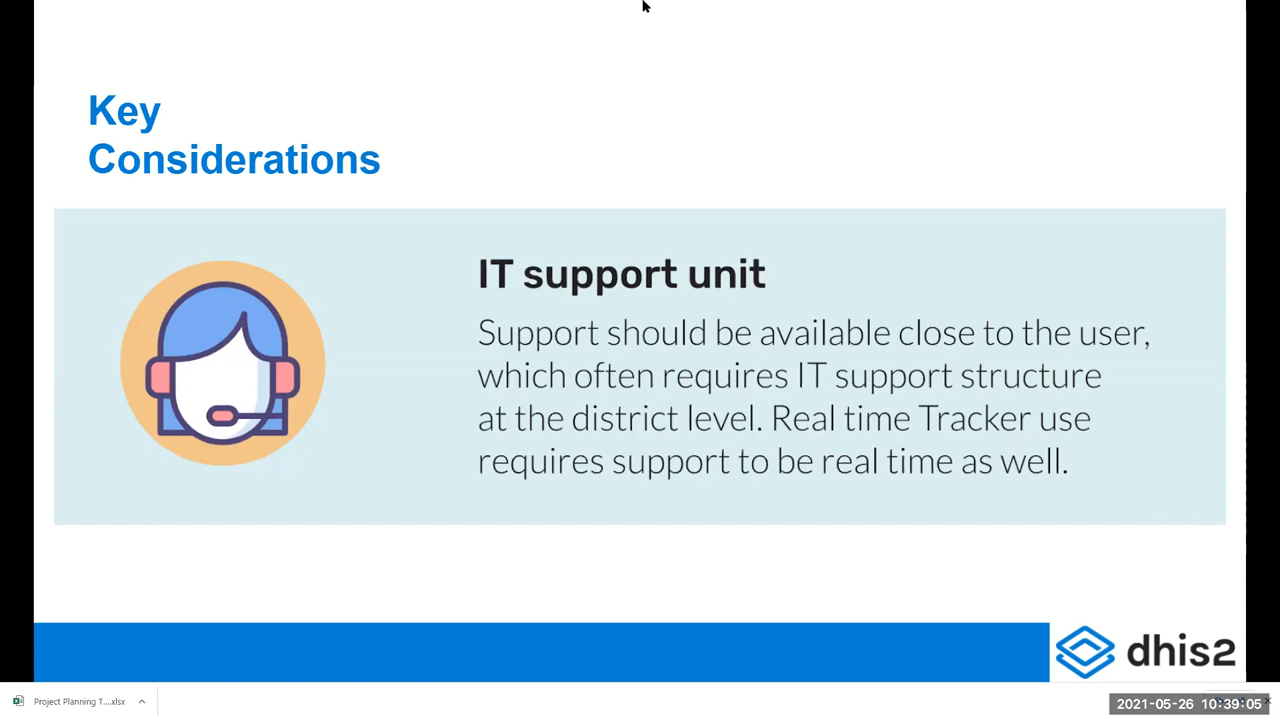 Key
Considerations
IT support unit
Support should be available close to the user,
which often requires IT support structure
at the district level. Real time Tracker use
requires support to be real time as well.
dhis2
Project Planning T....xlsx
2021-05-26 10:39:05